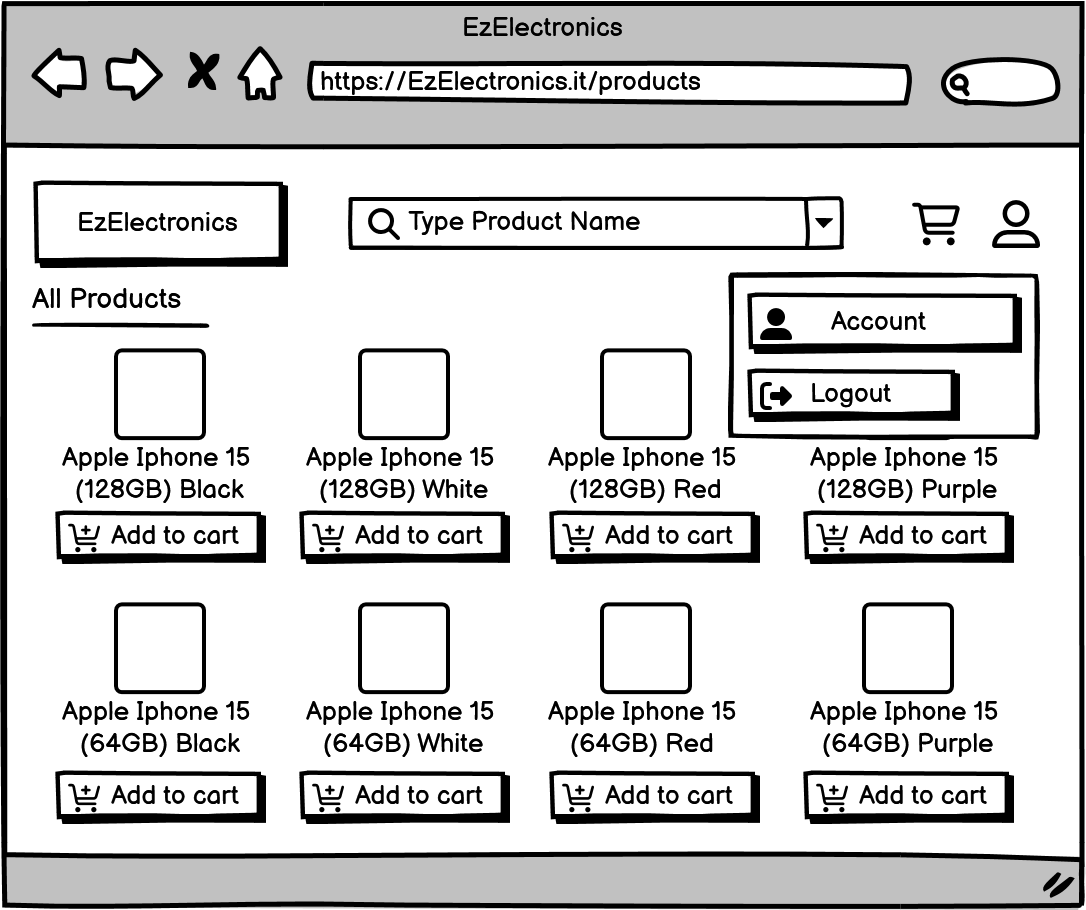 EzElectronics
https://EzElectronics.it/products
EzElectronics
Type Product Name
All Products
Account
Logout
Apple Iphone 15
(128GB) Black
Add to cart
Apple Iphone 15
(128GB) White
Add to cart
Apple Iphone 15
(128GB) Red
Add to cart
Apple Iphone 15
(128GB) Purple
Add to cart
Apple Iphone 15
(64GB) Black
Add to cart
Apple Iphone 15
(64GB) White
Add to cart
Apple Iphone 15
(64GB) Red
Add to cart
Apple Iphone 15
(64GB) Purple
Add to cart